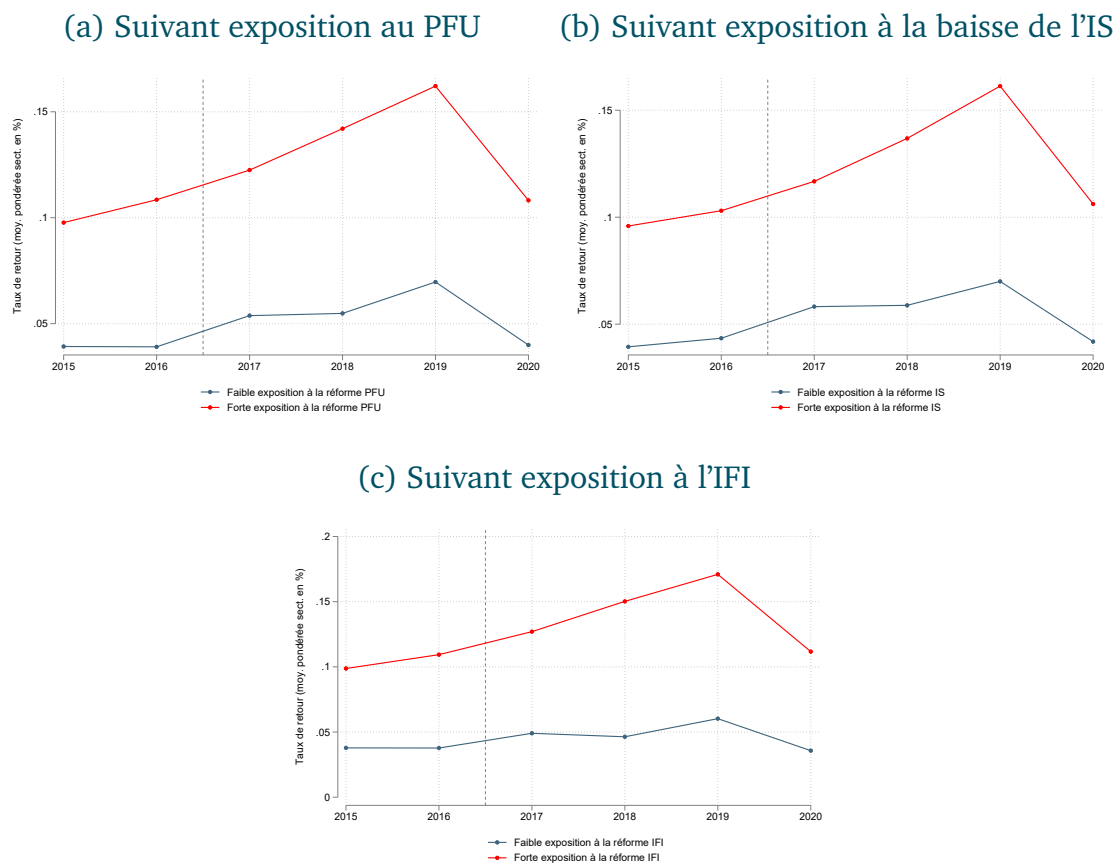 (a) Suivant exposition au PFU
Taux de retour (moy. pondérée sect. en %)
.15
.1
.05
2015 2016 2017 2018 2019 2020
Faible exposition à la réforme PFU
Forte exposition à la réforme PFU
(b) Suivant exposition à la baisse de l'IS
Taux de retour (moy. pondérée sect. en %)
.15
.1
.05
2015 2016 2017 2018 2019 2020
Faible exposition à la réforme IS
Forte exposition à la réforme IS
(c) Suivant exposition à l'IFI
Taux de retour (moy. pondérée sect. en %)
.2
.15
.1
.05
0
2015 2016 2017 2018 2019 2020
Faible exposition à la réforme IFI
Forte exposition à la réforme IFI